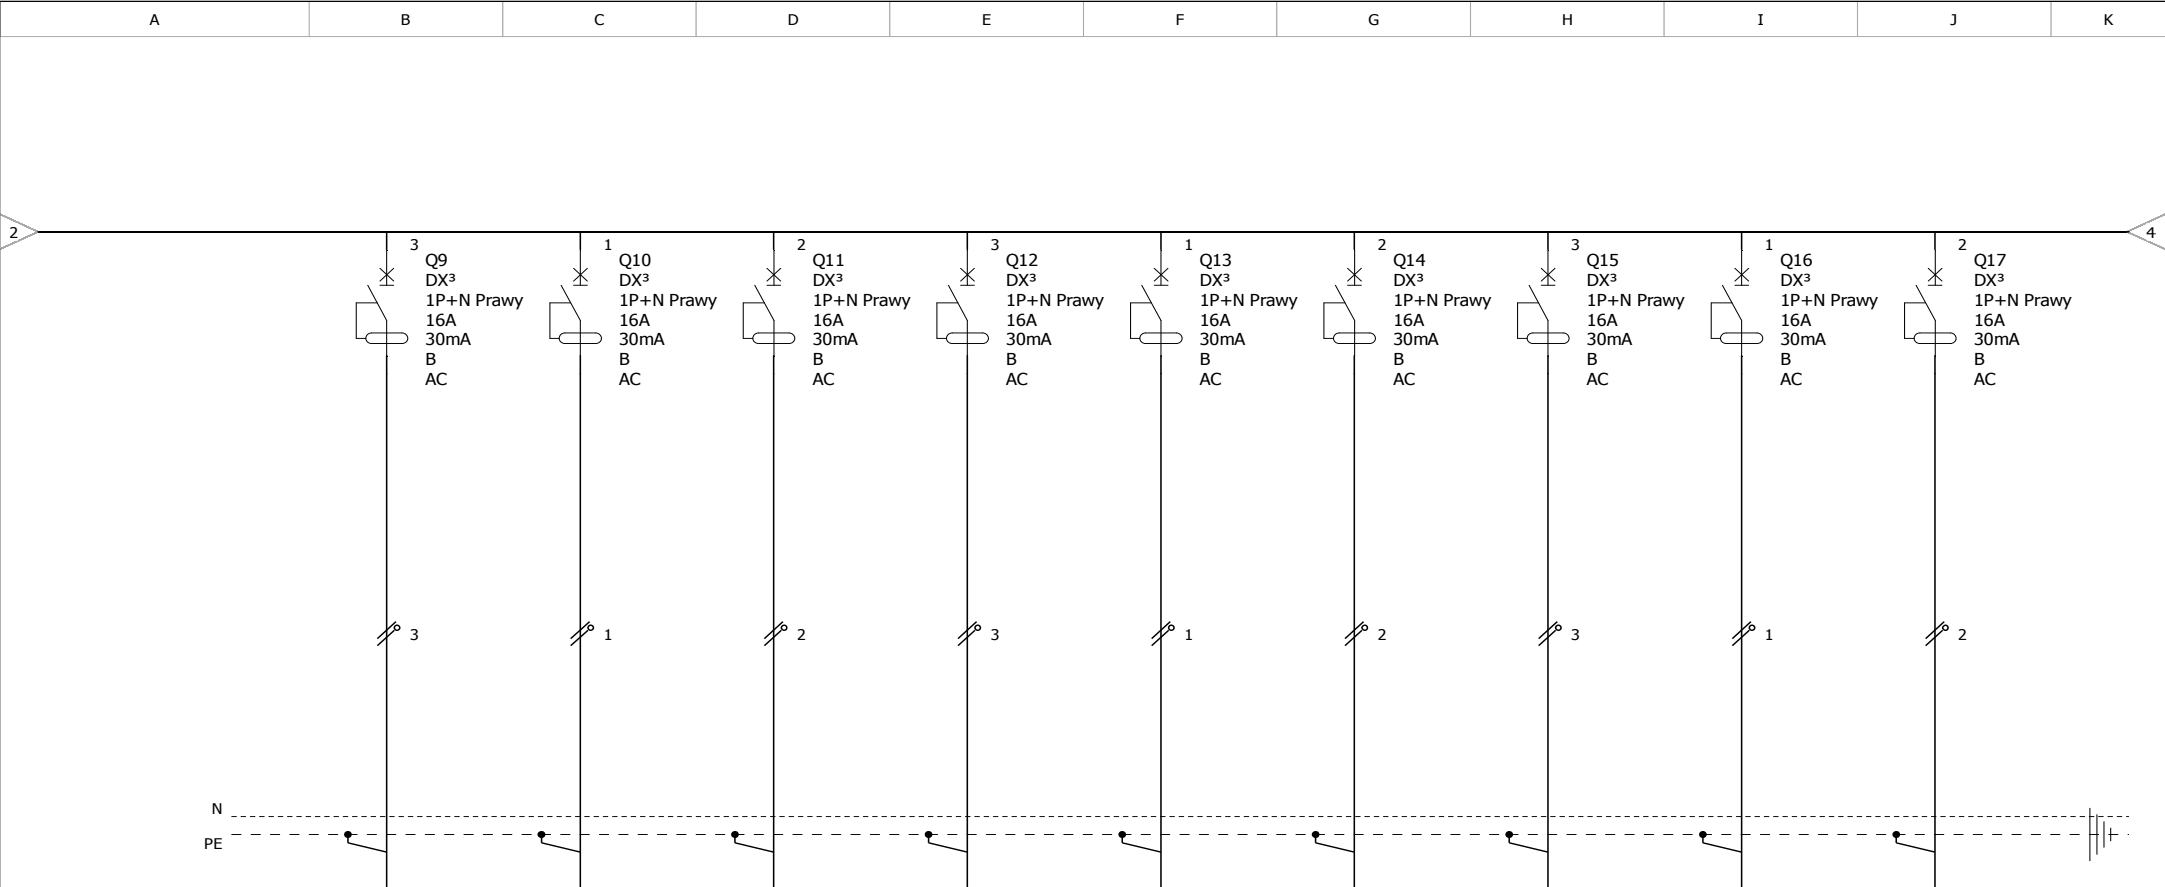 A B C D E F G H I J K
2 4
3 1 2 3 1 2 3 1 2
Q9 Q10 Q11 Q12 Q13 Q14 Q15 Q16 Q17
DX³ DX³ DX³ DX³ DX³ DX³ DX³ DX³ DX³
1P+N Prawy 1P+N Prawy 1P+N Prawy 1P+N Prawy 1P+N Prawy 1P+N Prawy 1P+N Prawy 1P+N Prawy 1P+N Prawy
16A 16A 16A 16A 16A 16A 16A 16A 16A
30mA 30mA 30mA 30mA 30mA 30mA 30mA 30mA 30mA
B B B B B B B B B
AC AC AC AC AC AC AC AC AC
3 1 2 3 1 2 3 1 2
N
PE